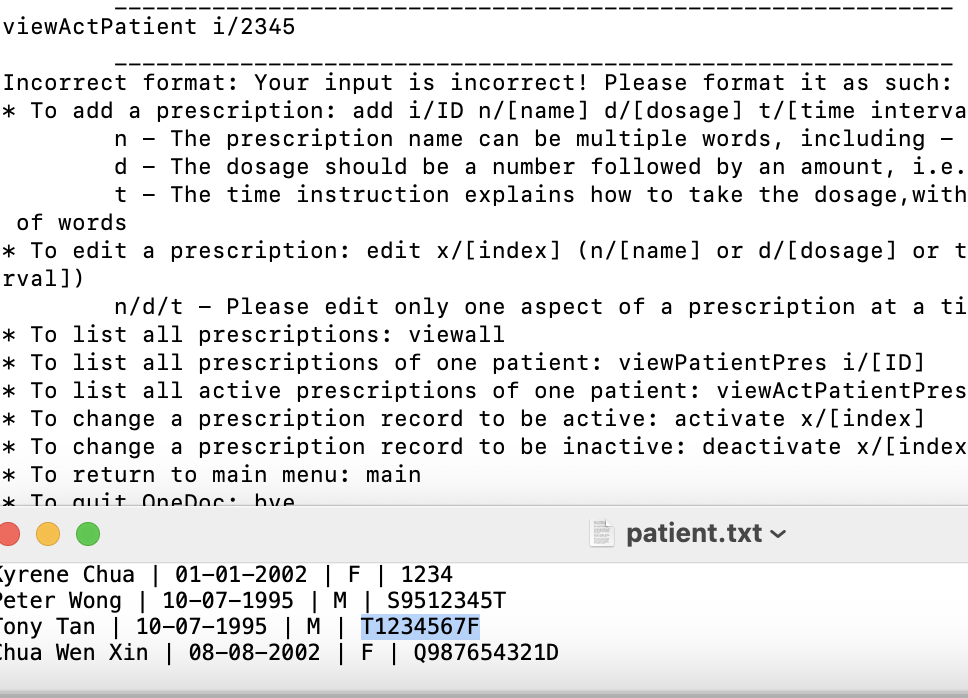 viewActPatient i/2345
Incorrect format: Your input is incorrect! Please format it as such:
* To add a prescription: add i/ID n/[name] d/[dosage] t/[time interva
n – The prescription name can be multiple words, including –
d – The dosage should be a number followed by an amount, i.e.
t – The time instruction explains how to take the dosage,with
of words
* To edit a prescription: edit x/[index] (n/[name] or d/[dosage] or t
rval])
n/d/t – Please edit only one aspect of a prescription at a ti
* To list all prescriptions: viewall
* To list all prescriptions of one patient: viewPatientPres i/[ID]
* To list all active prescriptions of one patient: viewActPatientPres
* To change a prescription record to be active: activate x/[index]
* To change a prescription record to be inactive: deactivate x/[index
* To return to main menu: main
* To quit OneDoc: bye
patient.txt
Kyrene Chua | 01-01-2002 | F | 1234
Peter Wong | 10-07-1995 | M | S9512345T
Tony Tan | 10-07-1995 | M | T1234567F
Chua Wen Xin | 08-08-2002 | F | Q987654321D